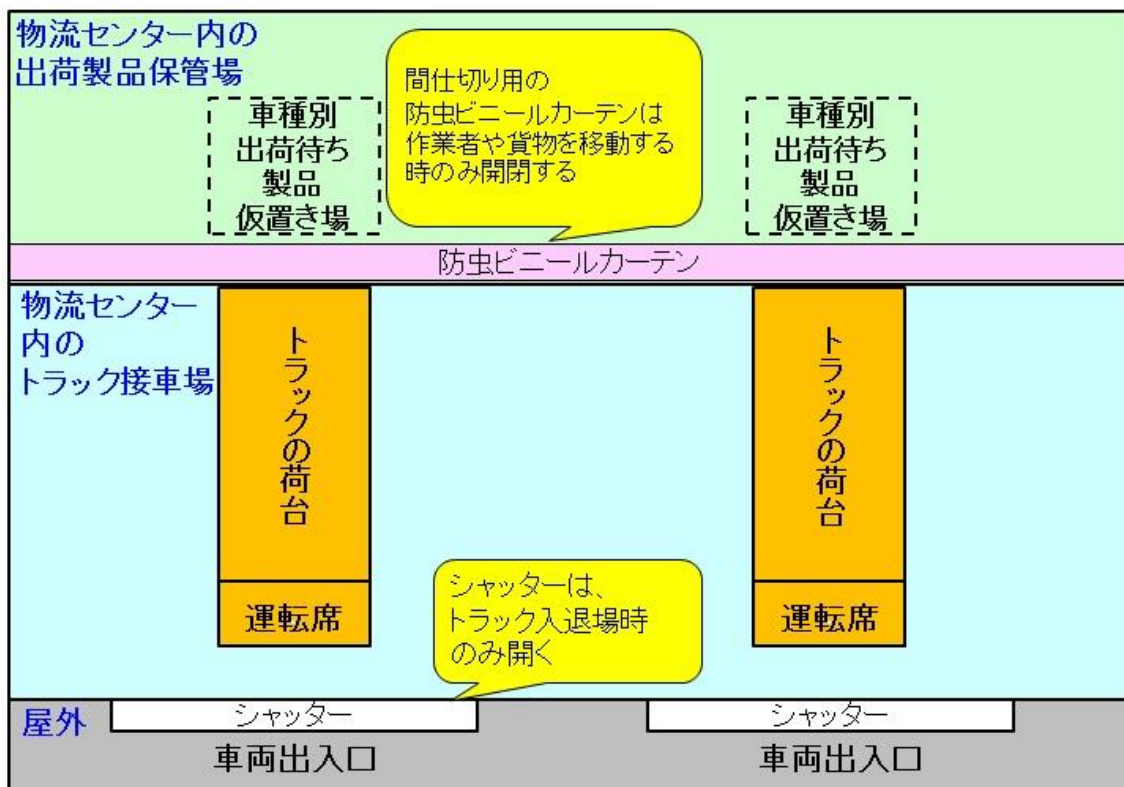 物流センター内の
出荷製品保管場
車種別
出荷待ち
製品
仮置き場
間仕切り用の
防虫ビニールカーテンは
作業者や貨物を移動する
時のみ開閉する
車種別
出荷待ち
製品
仮置き場
防虫ビニールカーテン
物流センター
内の
トラック接車場
トラックの荷台
運転席
トラックの荷台
運転席
シャッターは、
トラック入退場時
のみ開く
屋外
シャッター
車両出入口
シャッター
車両出入口